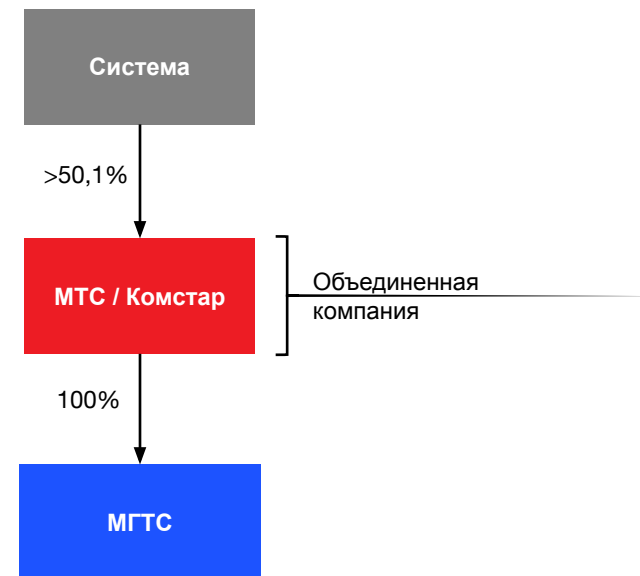 Система
>50,1%
МТС / Комстар
Объединенная
компания
100%
МГТС